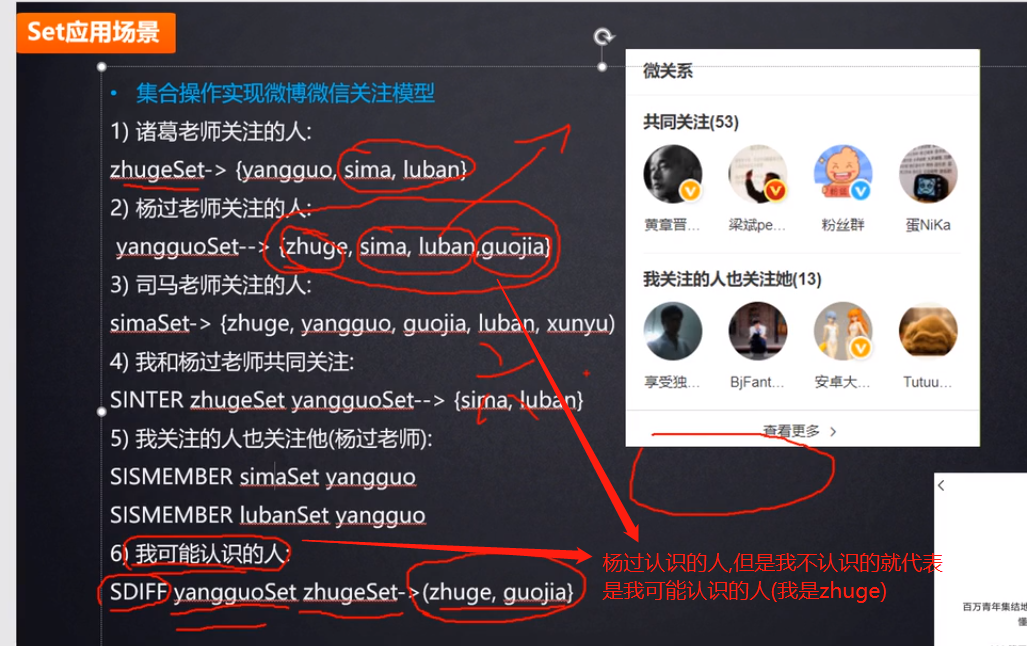 Set应用场景
• 集合操作实现微博微信关注模型
1) 诸葛老师关注的人:
zhugeSet-> {yangguo, sima, luban}
2) 杨过老师关注的人:
yangguoSet--> {zhuge, sima, luban,guojia}
3) 司马老师关注的人:
simaSet-> {zhuge, yangguo, guojia, luban, xunyu)
4) 我和杨过老师共同关注:
SINTER zhugeSet yangguoSet--> {sima, luban}
5) 我关注的人也关注他(杨过老师):
SISMEMBER simaSet yangguo
SISMEMBER lubanSet yangguo
6) 我可能认识的人:
SDIFF yangguoSet zhugeSet->(zhuge, guojia}
微关系
共同关注(53)
黄章晋... 梁斌pe... 粉丝群 蛋NiKa
我关注的人也关注她(13)
享受独... BjFant... 安卓大... Tutuu...
查看更多 >
杨过认识的人,但是我不认识的就代表
是我可能认识的人(我是zhuge)
<
百万青年集结地
懂